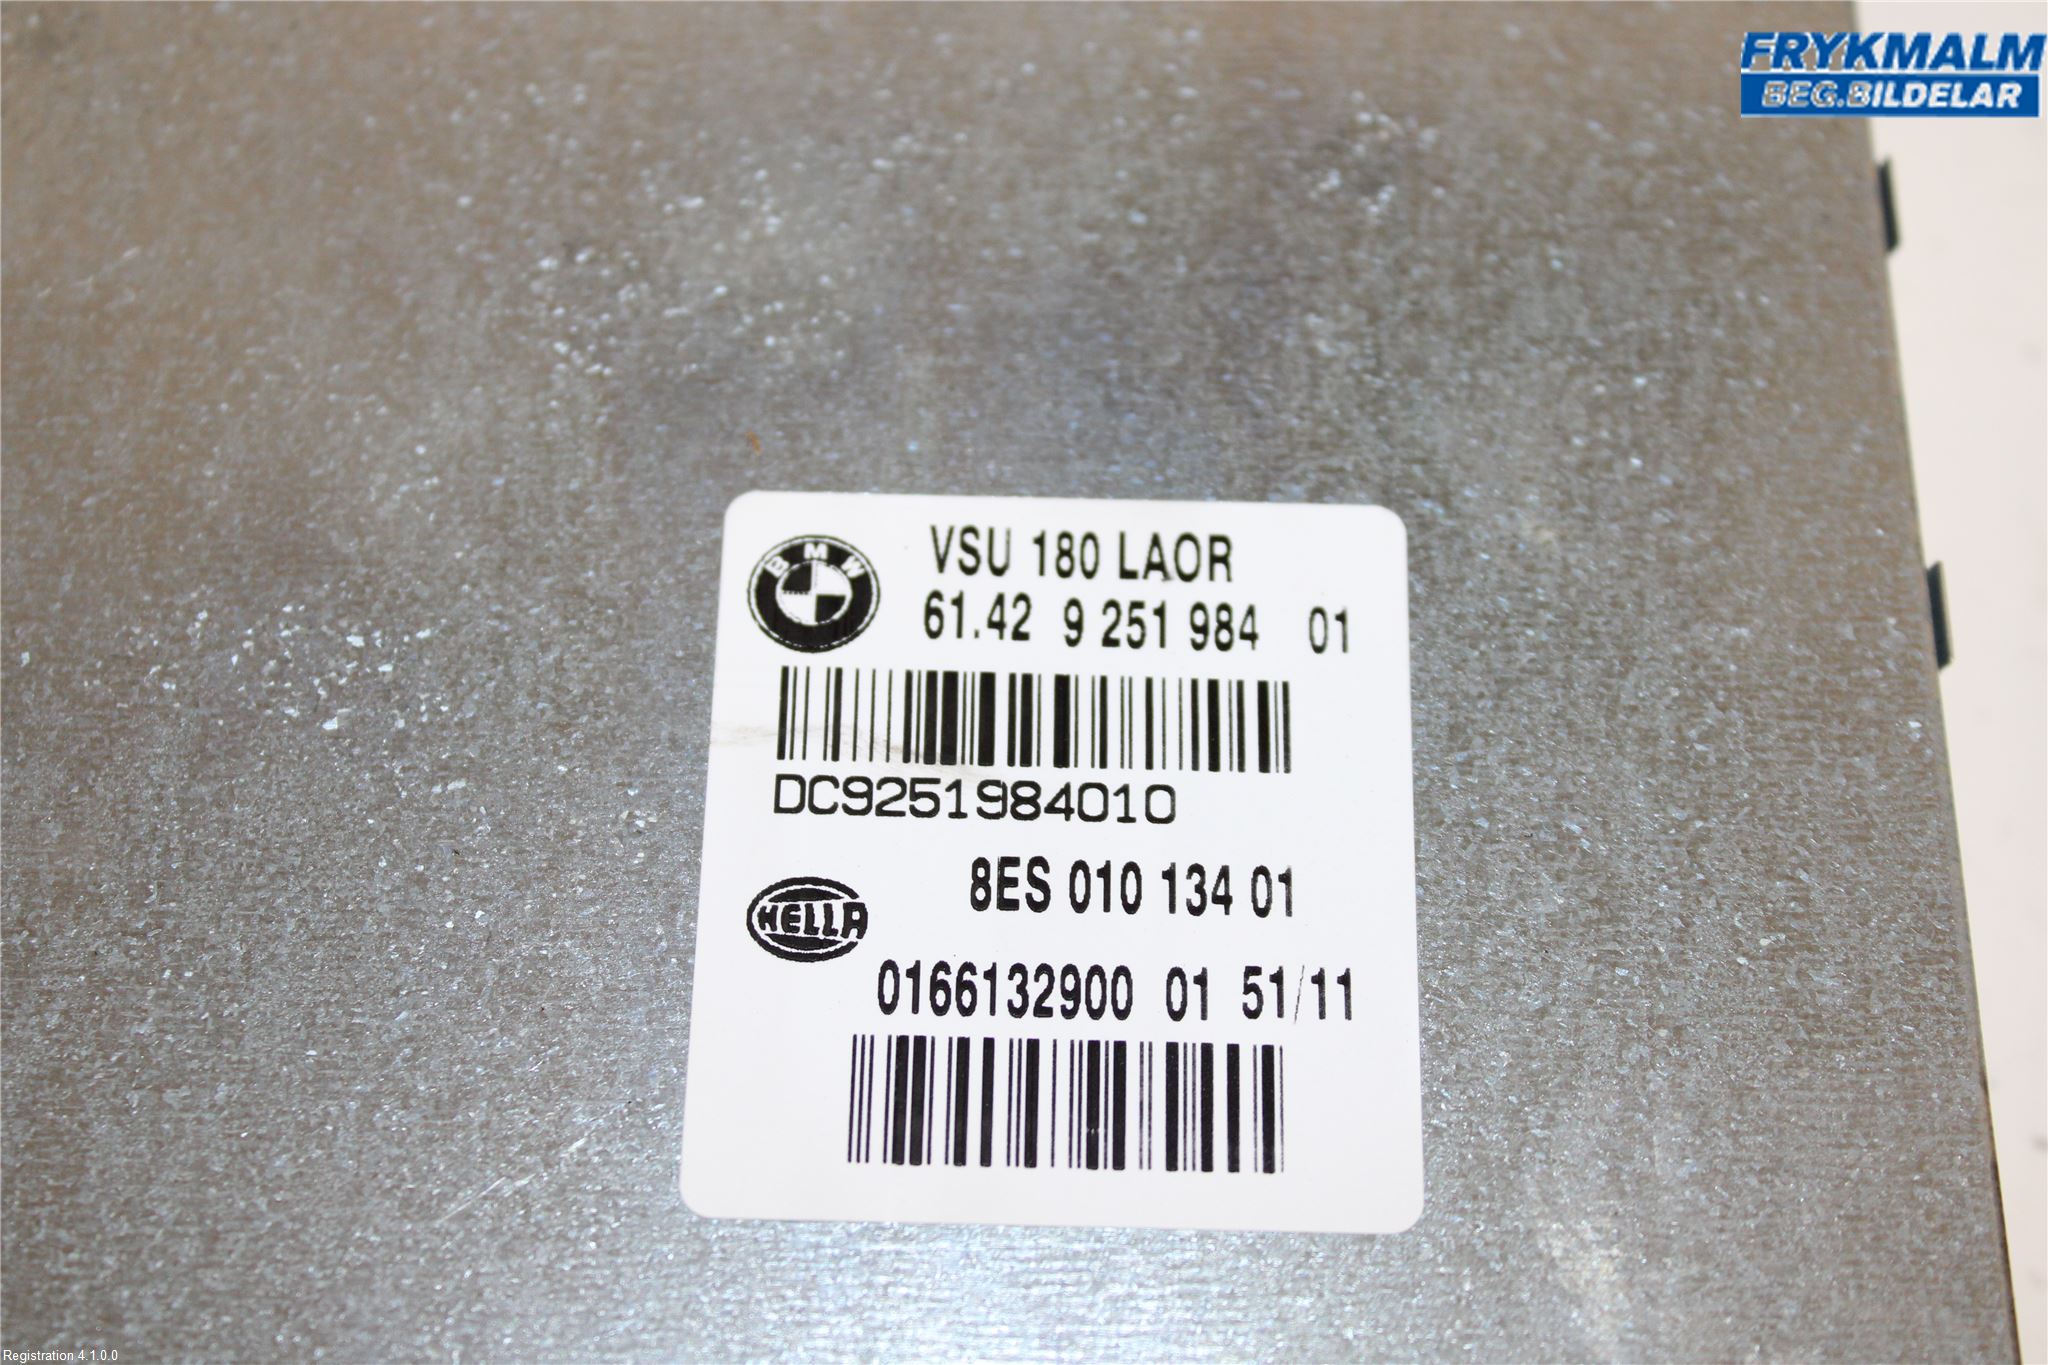 FRYKMALM
BEG.BILDELAR
BMW
VSU 180 LAOR
61.42 9 251 984 01
DC9251984010
8ES 010 134 01
HELLA
0166132900 01 51/11
Registration 4.1.0.0